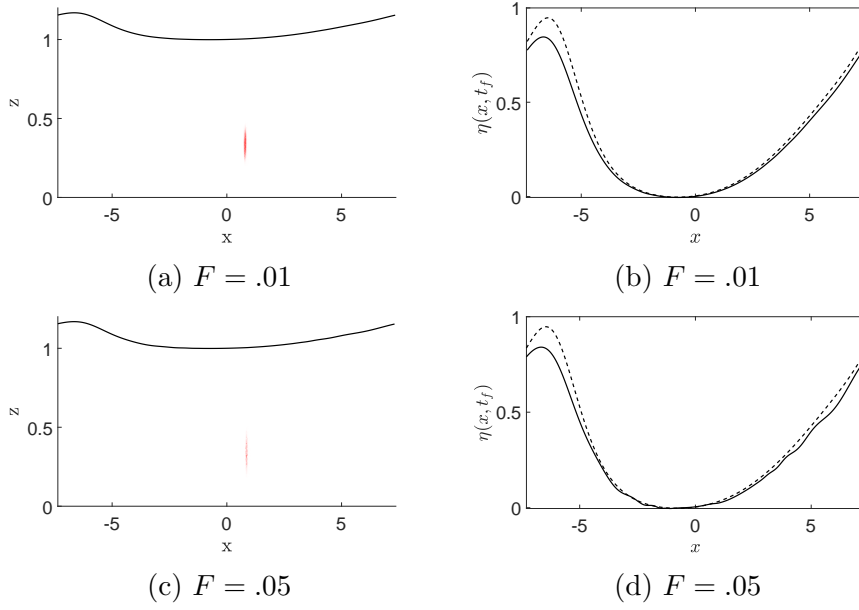 1
0.5
0
z
-5
0
5
x
(a) F = .01
1
0.5
0
η(x, t_f)
-5
0
5
x
(b) F = .01
1
0.5
0
z
-5
0
5
x
(c) F = .05
1
0.5
0
η(x, t_f)
-5
0
5
x
(d) F = .05